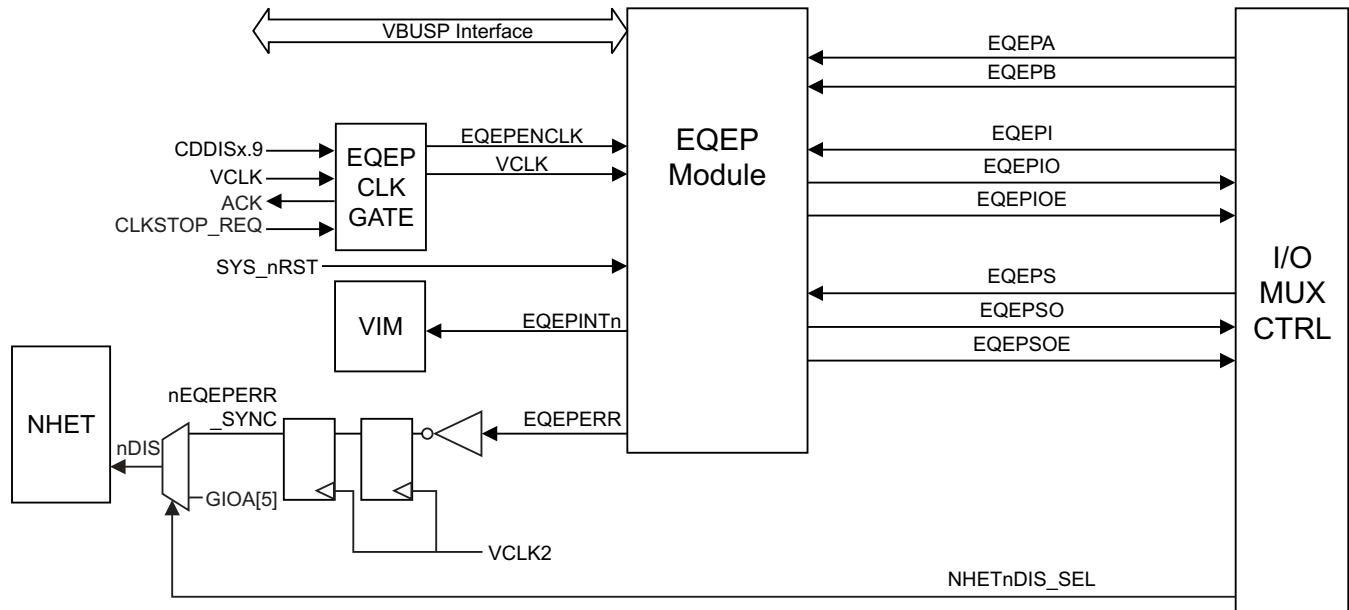 VBUSP Interface
EQEPA
EQEPB
EQEPENCLK
EQEPI
CDDISx.9
EQEP
CLK
GATE
EQEP
Module
VCLK
VCLK
EQEPIO
ACK
EQEPIOE
CLKSTOP_REQ
SYS_nRST
I/O
MUX
CTRL
EQEPS
VIM
EQEPINTn
EQEPSO
EQEPSOE
NHET
nEQEPERR
_SYNC
EQEPERR
nDIS
GIOA[5]
VCLK2
NHETnDIS_SEL